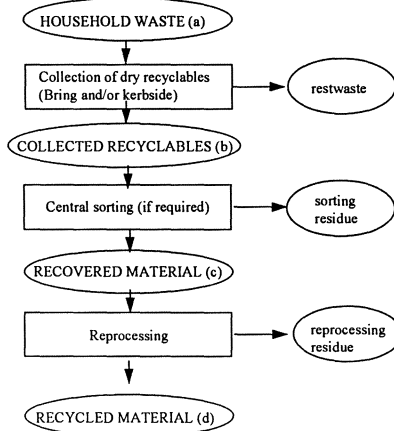 HOUSEHOLD WASTE (a)
Collection of dry recyclables
(Bring and/or kerbside)
restwaste
COLLECTED RECYCLABLES (b)
Central sorting (if required)
sorting
residue
RECOVERED MATERIAL (c)
Reprocessing
reprocessing
residue
RECYCLED MATERIAL (d)